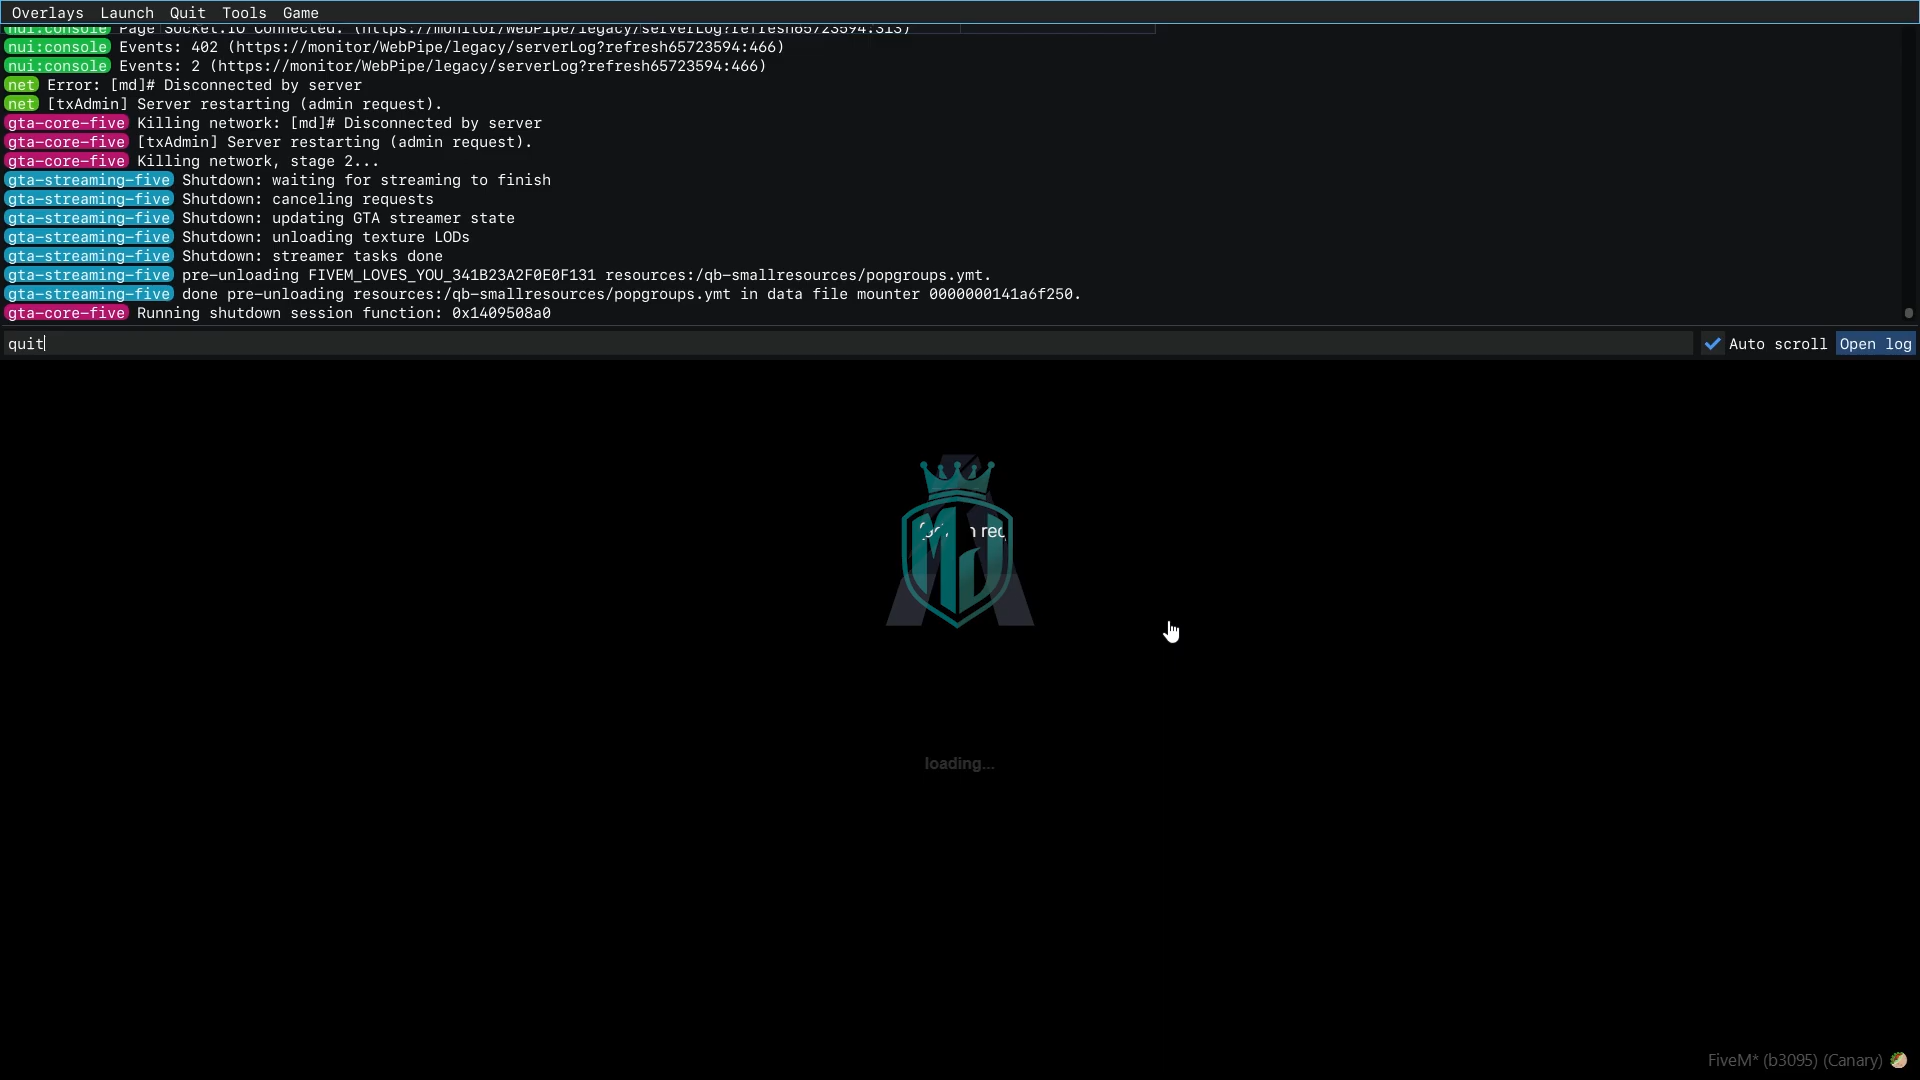 Overlays Launch Quit Tools Game
nui:console Page Socket.IO Connected. (https://monitor/WebPipe/legacy/serverLog?refresh65723594:313)
nui:console Events: 402 (https://monitor/WebPipe/legacy/serverLog?refresh65723594:466)
nui:console Events: 2 (https://monitor/WebPipe/legacy/serverLog?refresh65723594:466)
net Error: [md]# Disconnected by server
net [txAdmin] Server restarting (admin request).
gta-core-five Killing network: [md]# Disconnected by server
gta-core-five [txAdmin] Server restarting (admin request).
gta-core-five Killing network, stage 2...
gta-streaming-five Shutdown: waiting for streaming to finish
gta-streaming-five Shutdown: canceling requests
gta-streaming-five Shutdown: updating GTA streamer state
gta-streaming-five Shutdown: unloading texture LODs
gta-streaming-five Shutdown: streamer tasks done
gta-streaming-five pre-unloading FIVEM_LOVES_YOU_341B23A2F0E0F131 resources:/qb-smallresources/popgroups.ymt.
gta-streaming-five done pre-unloading resources:/qb-smallresources/popgroups.ymt in data file mounter 0000000141a6f250.
gta-core-five Running shutdown session function: 0x1409508a0
quit
Auto scroll Open log
MD
loading...
FiveM* (b3095) (Canary)